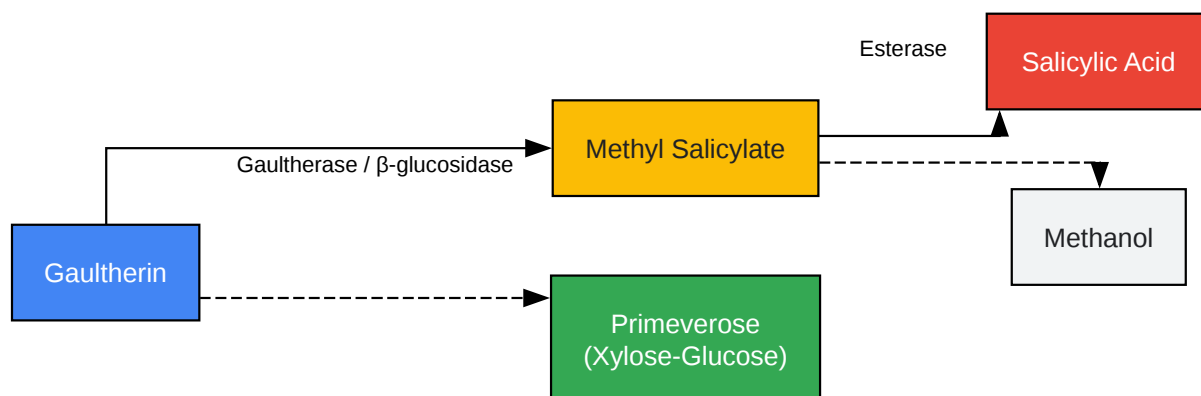 Esterase
Salicylic Acid
Methyl Salicylate
Gaultherase / β-glucosidase
Methanol
Gaultherin
Primeverose
(Xylose-Glucose)